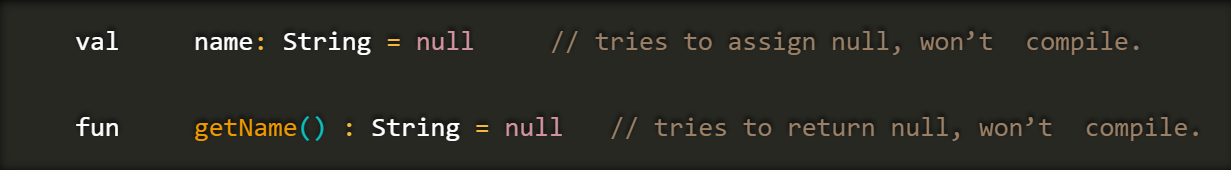 val name: String = null // tries to assign null, won’t compile.
fun getName() : String = null // tries to return null, won’t compile.